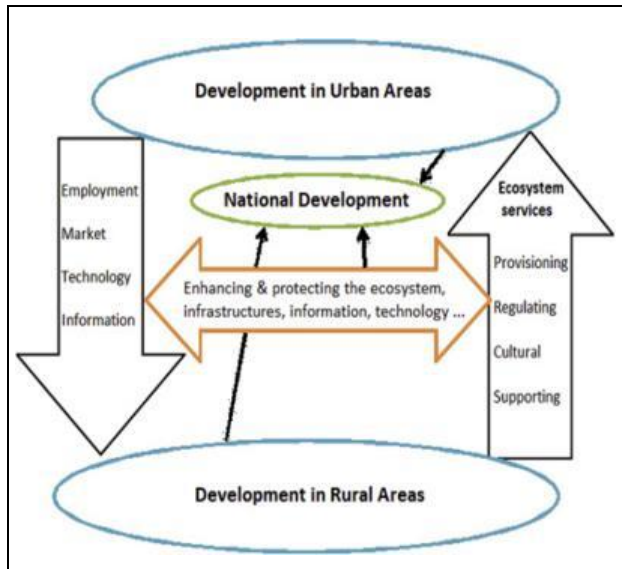 Development in Urban Areas
Employment
Market
Technology
Information
National Development
Enhancing & protecting the ecosystem,
infrastructures, information, technology ...
Ecosystem
services
Provisioning
Regulating
Cultural
Supporting
Development in Rural Areas